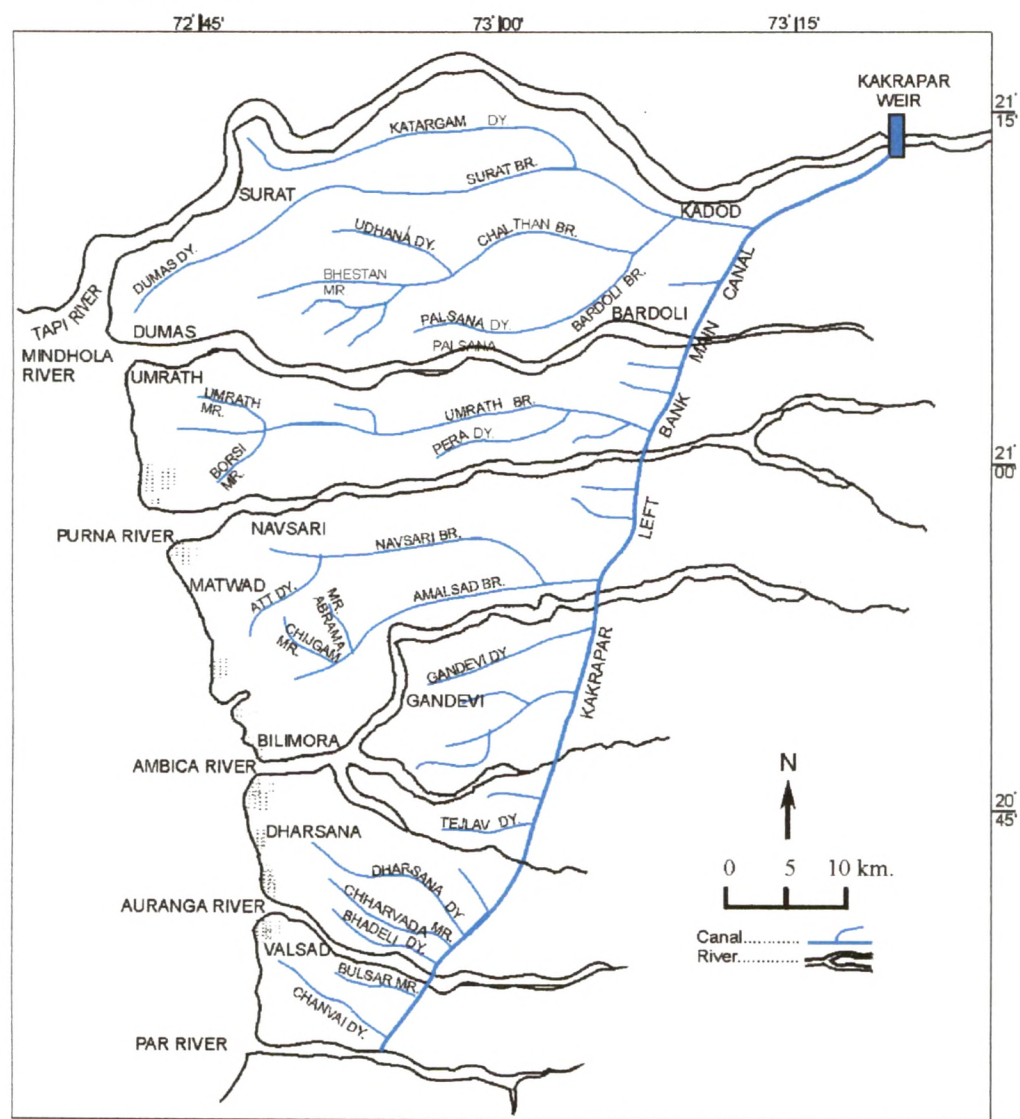 72°45'
73°00'
73°15'
KAKRAPAR
WEIR
21°
15'
KATARGAM DY
SURAT BR.
SURAT
KADOD
UDHANA DY.
CHALTHAN BR.
DUMAS DY.
BHESTAN
MR
BARDOLI BR.
BARDOLI
PALSANA DY.
PALSANA
TAPI RIVER
DUMAS
MINDHOLA
RIVER
UMRATH
UMRATH
MR.
UMRATH BR.
PERA DY.
BORSI
MR.
21°
00'
PURNA RIVER
NAVSARI
NAVSARI BR.
MATWAD
ATT DY.
MR.
ABRAMA
AMALSAD BR.
CHIJGAM
MR.
GANDEVI DY
GANDEVI
KAKRAPAR LEFT BANK MAIN CANAL
BILIMORA
AMBICA RIVER
N
20°
45'
TEJLAV DY.
DHARSANA
DHARSANA DY
0 5 10 km.
CHHARVADA MR.
AURANGA RIVER
BHADELI DY.
VALSAD
Canal...........
River...........
BULSAR MR.
CHANVAI DY.
PAR RIVER